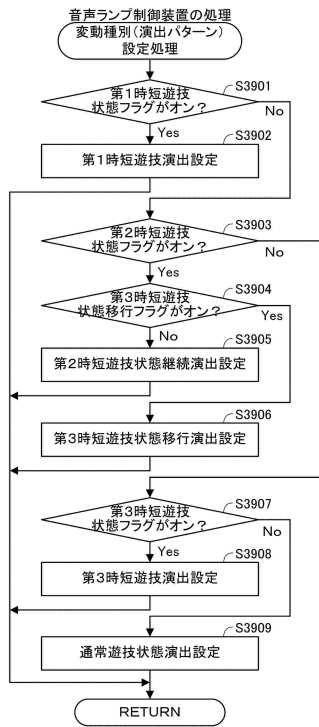 音声ランプ制御装置の処理
変動種別(演出パターン)
設定処理
S3901
第1時短遊技
状態フラグがオン?
No
Yes
S3902
第1時短遊技演出設定
S3903
第2時短遊技
状態フラグがオン?
No
Yes
S3904
第3時短遊技
状態移行フラグがオン?
Yes
No
S3905
第2時短遊技状態継続演出設定
S3906
第3時短遊技状態移行演出設定
S3907
第3時短遊技
状態フラグがオン?
No
Yes
S3908
第3時短遊技演出設定
S3909
通常遊技状態演出設定
RETURN